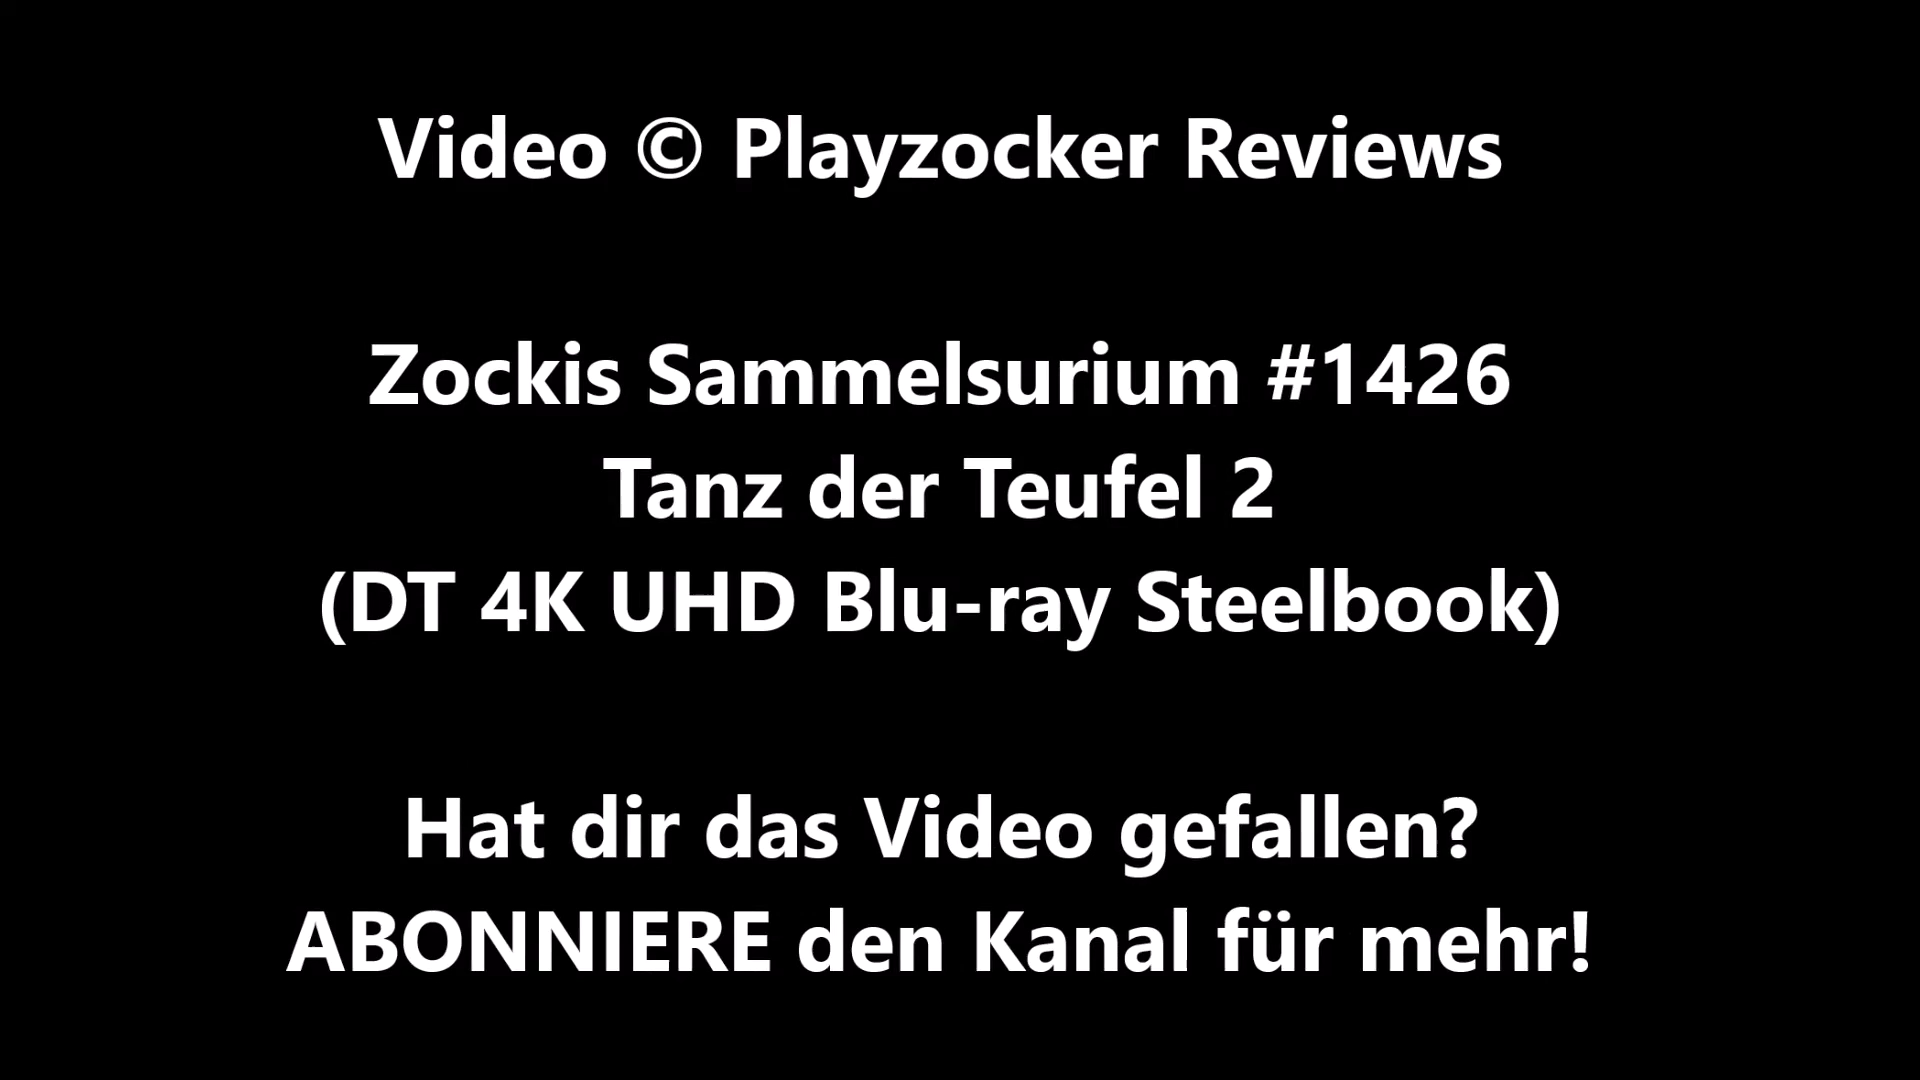 Video © Playzocker Reviews
Zockis Sammelsurium #1426
Tanz der Teufel 2
(DT 4K UHD Blu-ray Steelbook)
Hat dir das Video gefallen?
ABONNIERE den Kanal für mehr!